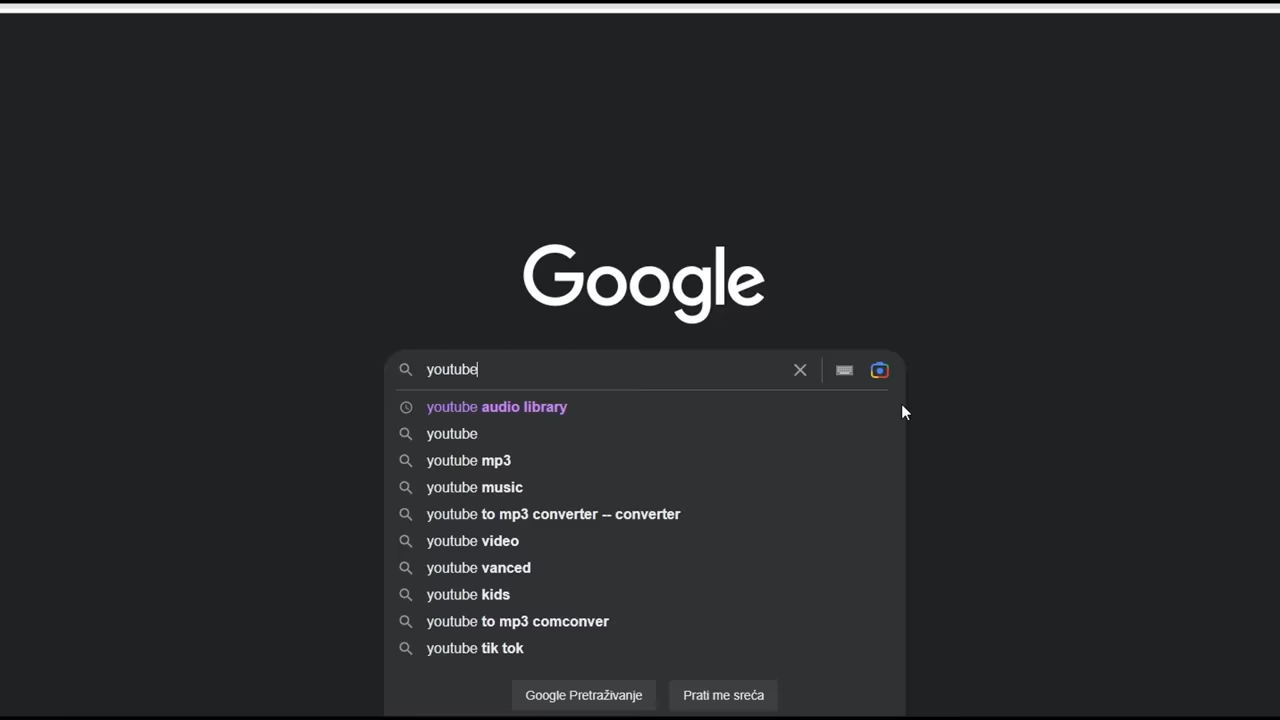 Google
youtube
youtube audio library
youtube
youtube mp3
youtube music
youtube to mp3 converter -- converter
youtube video
youtube vanced
youtube kids
youtube to mp3 comconver
youtube tik tok
Google Pretraživanje
Prati me sreća